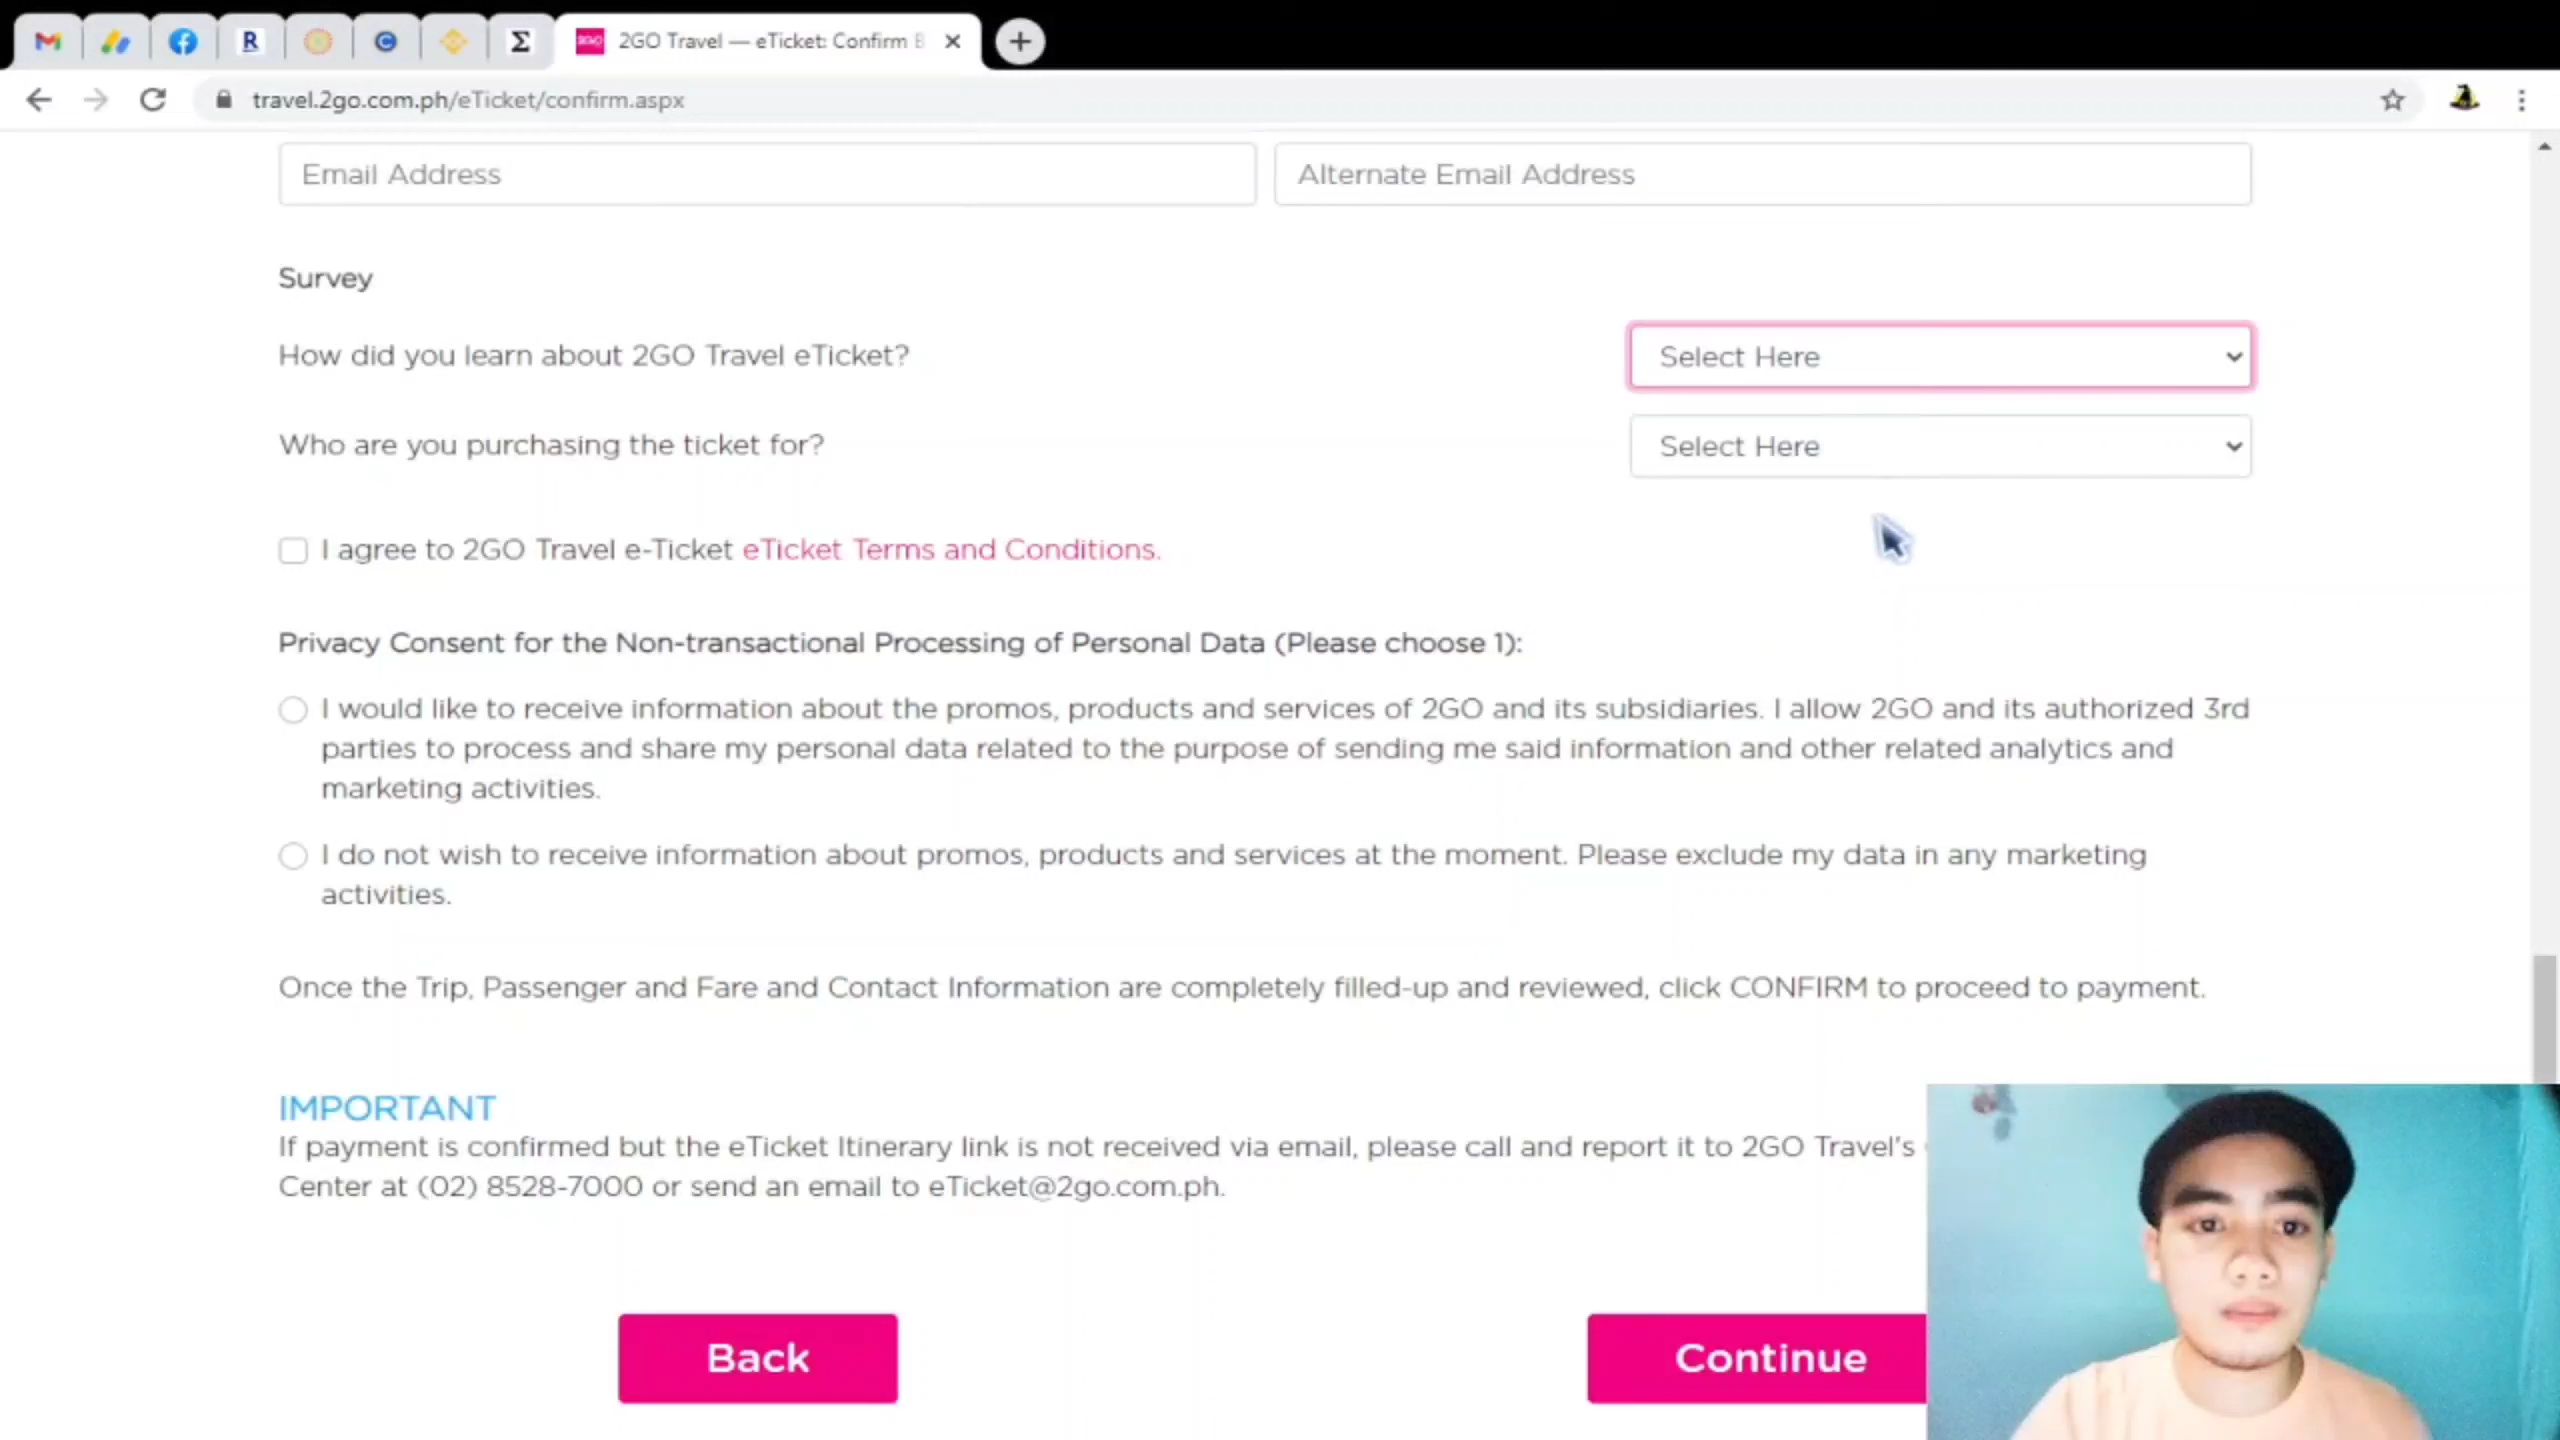 2GO Travel — eTicket: Confirm B
travel.2go.com.ph/eTicket/confirm.aspx
Email Address
Alternate Email Address
Survey
How did you learn about 2GO Travel eTicket?
Select Here
Who are you purchasing the ticket for?
Select Here
I agree to 2GO Travel e-Ticket eTicket Terms and Conditions.
Privacy Consent for the Non-transactional Processing of Personal Data (Please choose 1):
I would like to receive information about the promos, products and services of 2GO and its subsidiaries. I allow 2GO and its authorized 3rd
parties to process and share my personal data related to the purpose of sending me said information and other related analytics and
marketing activities.
I do not wish to receive information about promos, products and services at the moment. Please exclude my data in any marketing
activities.
Once the Trip, Passenger and Fare and Contact Information are completely filled-up and reviewed, click CONFIRM to proceed to payment.
IMPORTANT
If payment is confirmed but the eTicket Itinerary link is not received via email, please call and report it to 2GO Travel's
Center at (02) 8528-7000 or send an email to eTicket@2go.com.ph.
Back
Continue